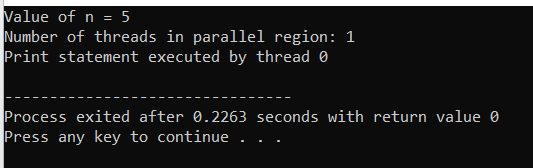 Value of n = 5
Number of threads in parallel region: 1
Print statement executed by thread 0
--------------------------------
Process exited after 0.2263 seconds with return value 0
Press any key to continue . . .